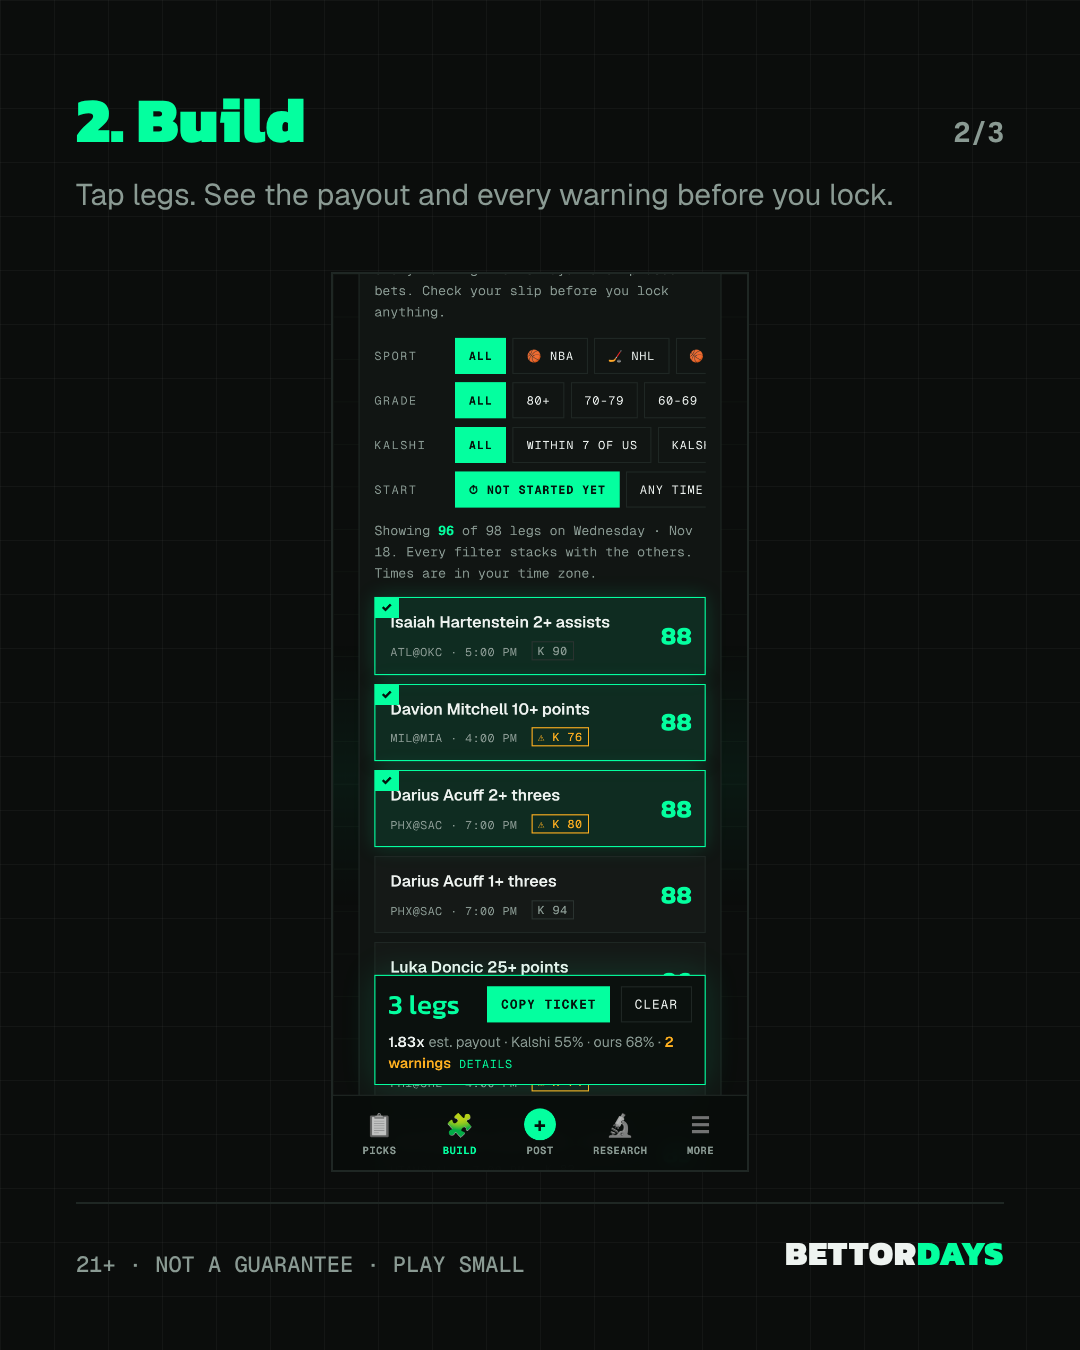 2. Build
2/3
Tap legs. See the payout and every warning before you lock.
bets. Check your slip before you lock
anything.
SPORT ALL NBA NHL
GRADE ALL 80+ 70-79 60-69
KALSHI ALL WITHIN 7 OF US KALSH
START NOT STARTED YET ANY TIME
Showing 96 of 98 legs on Wednesday · Nov
18. Every filter stacks with the others.
Times are in your time zone.
Isaiah Hartenstein 2+ assists
88
ATL@OKC · 5:00 PM K 90
Davion Mitchell 10+ points
88
MIL@MIA · 4:00 PM ⚠ K 76
Darius Acuff 2+ threes
88
PHX@SAC · 7:00 PM ⚠ K 80
Darius Acuff 1+ threes
88
PHX@SAC · 7:00 PM K 94
Luka Doncic 25+ points
3 legs COPY TICKET CLEAR
1.83x est. payout · Kalshi 55% · ours 68% · 2
warnings DETAILS
PICKS BUILD POST RESEARCH MORE
21+ · NOT A GUARANTEE · PLAY SMALL
BETTORDAYS